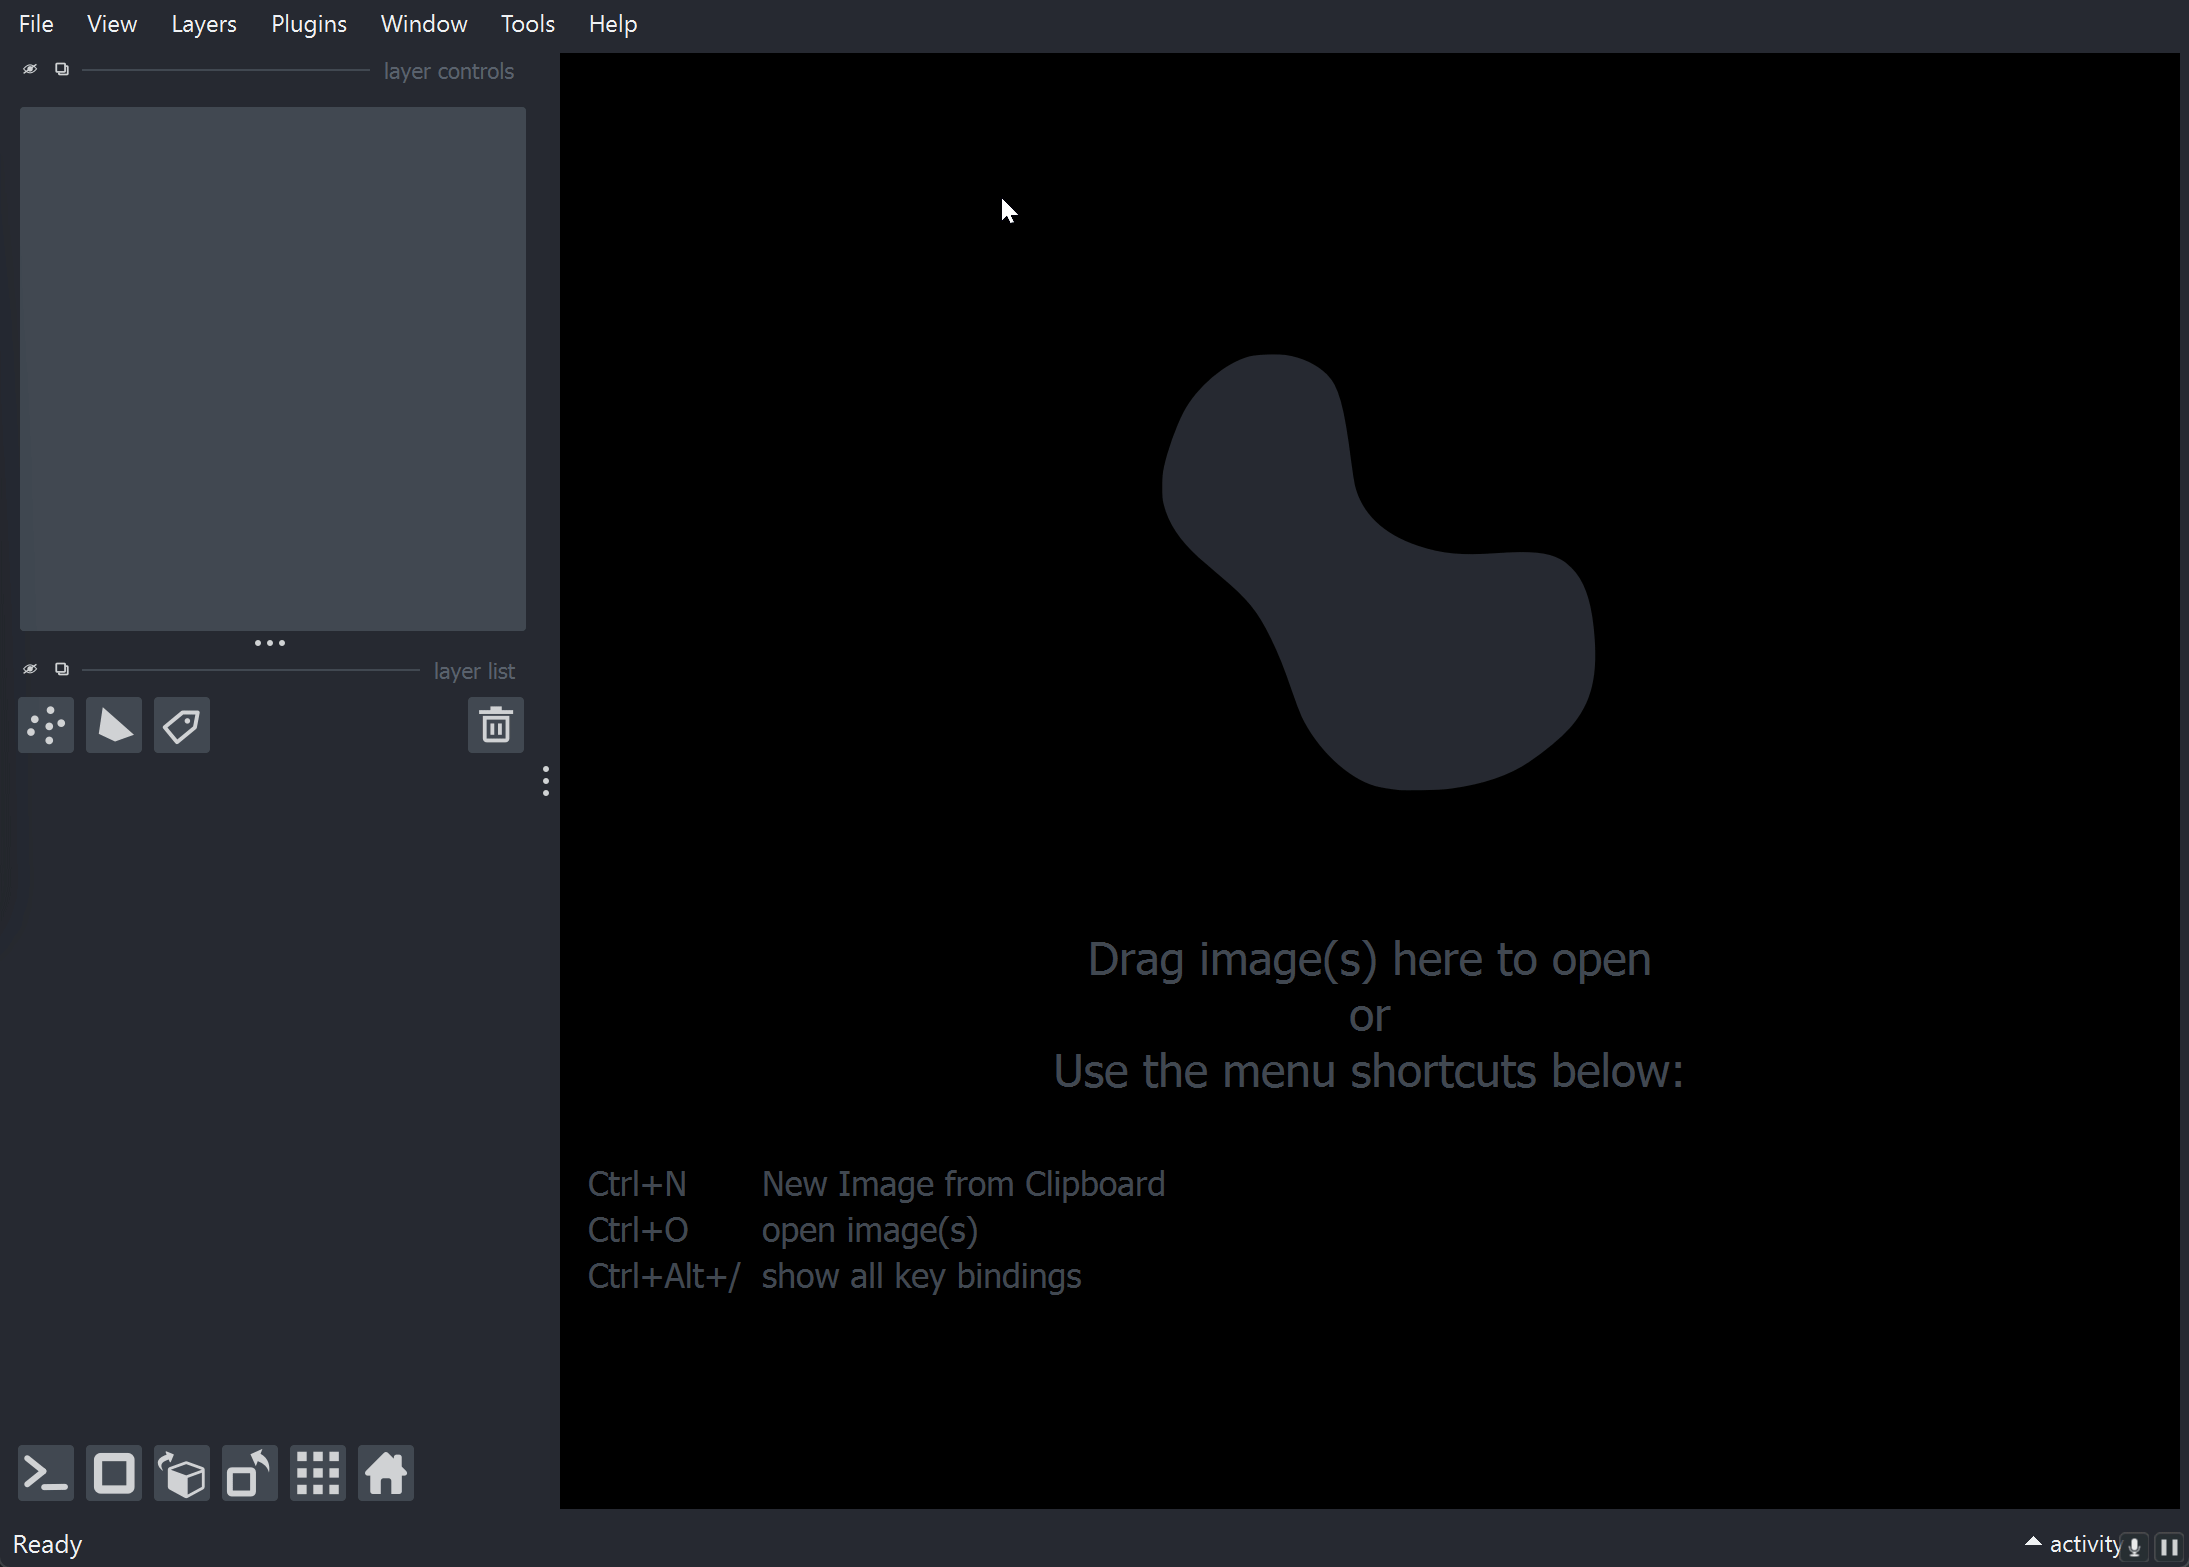 File View Layers Plugins Window Tools Help
layer controls
layer list
Drag image(s) here to open
or
Use the menu shortcuts below:
Ctrl+N New Image from Clipboard
Ctrl+O open image(s)
Ctrl+Alt+/ show all key bindings
Ready
activity